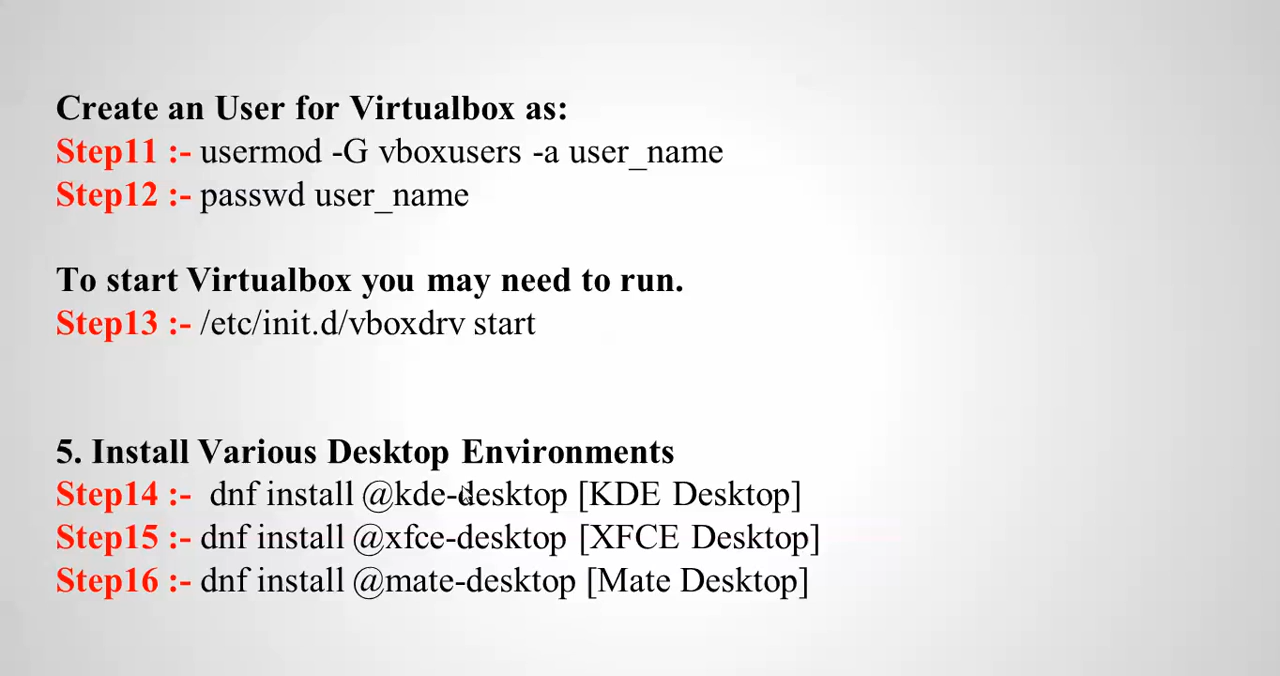 Create an User for Virtualbox as:
Step11 :- usermod -G vboxusers -a user_name
Step12 :- passwd user_name
To start Virtualbox you may need to run.
Step13 :- /etc/init.d/vboxdrv start
5. Install Various Desktop Environments
Step14 :- dnf install @kde-desktop [KDE Desktop]
Step15 :- dnf install @xfce-desktop [XFCE Desktop]
Step16 :- dnf install @mate-desktop [Mate Desktop]